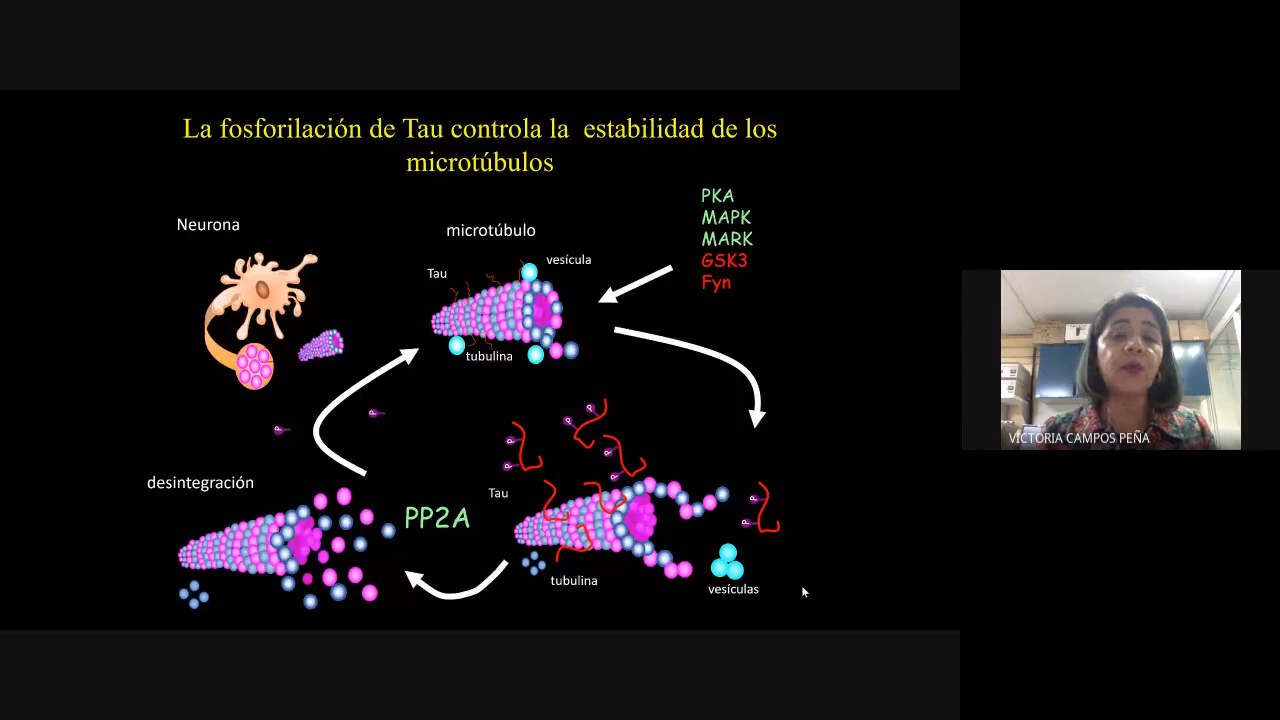 La fosforilación de Tau controla la estabilidad de los
microtúbulos
PKA
MAPK
MARK
GSK3
Fyn
Neurona
microtúbulo
vesícula
Tau
tubulina
P
P
desintegración
PP2A
Tau
P
P
P
P
P
P
P
P
tubulina
vesículas
VICTORIA CAMPOS PEÑA